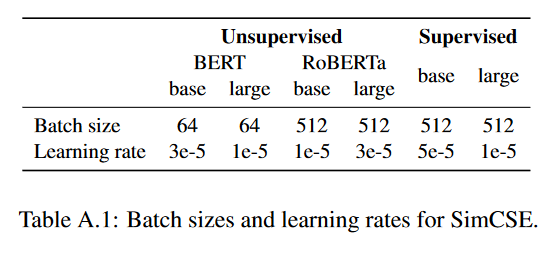 Unsupervised Supervised
BERT RoBERTa
base large
base large base large
Batch size 64 64 512 512 512 512
Learning rate 3e-5 1e-5 1e-5 3e-5 5e-5 1e-5
Table A.1: Batch sizes and learning rates for SimCSE.